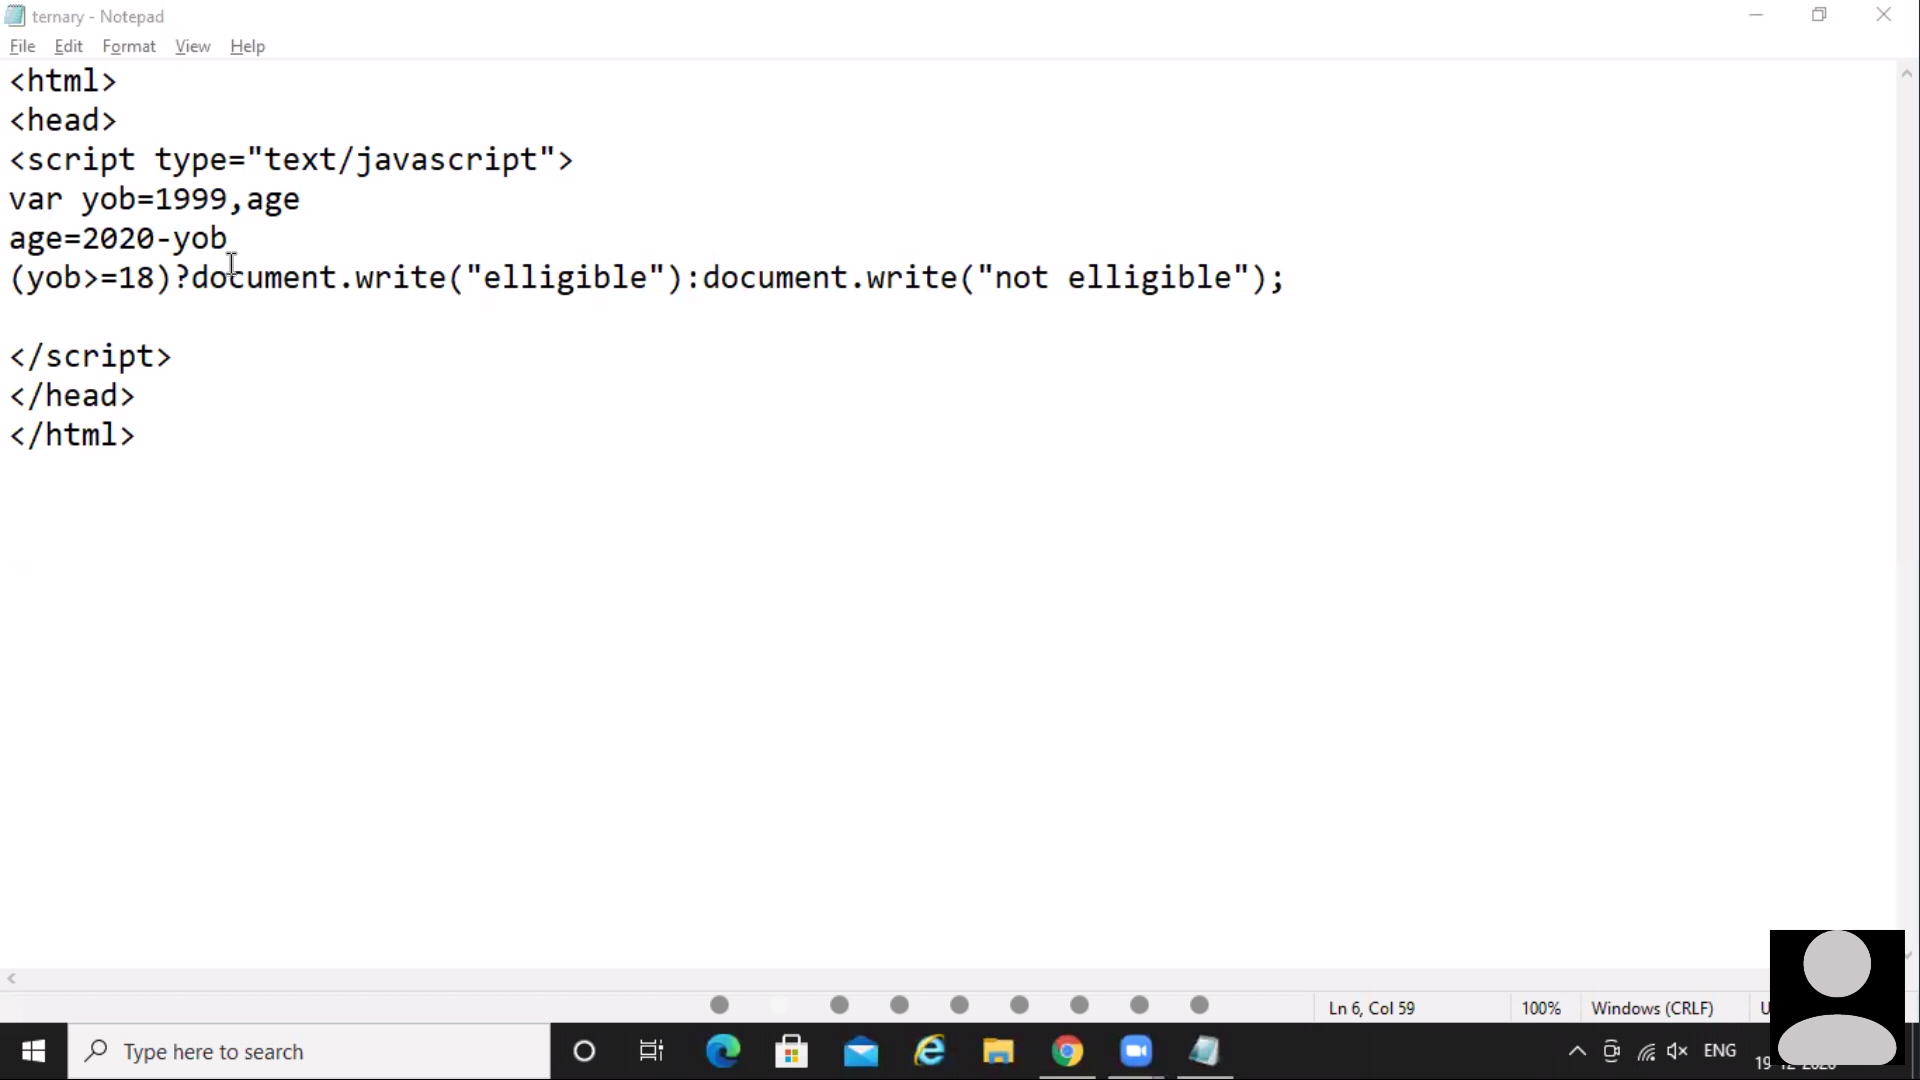 ternary - Notepad
File Edit Format View Help
<html>
<head>
<script type="text/javascript">
var yob=1999,age
age=2020-yob
(yob>=18)?document.write("elligible"):document.write("not elligible");
</script>
</head>
</html>
Ln 6, Col 59 100% Windows (CRLF)
Type here to search
ENG